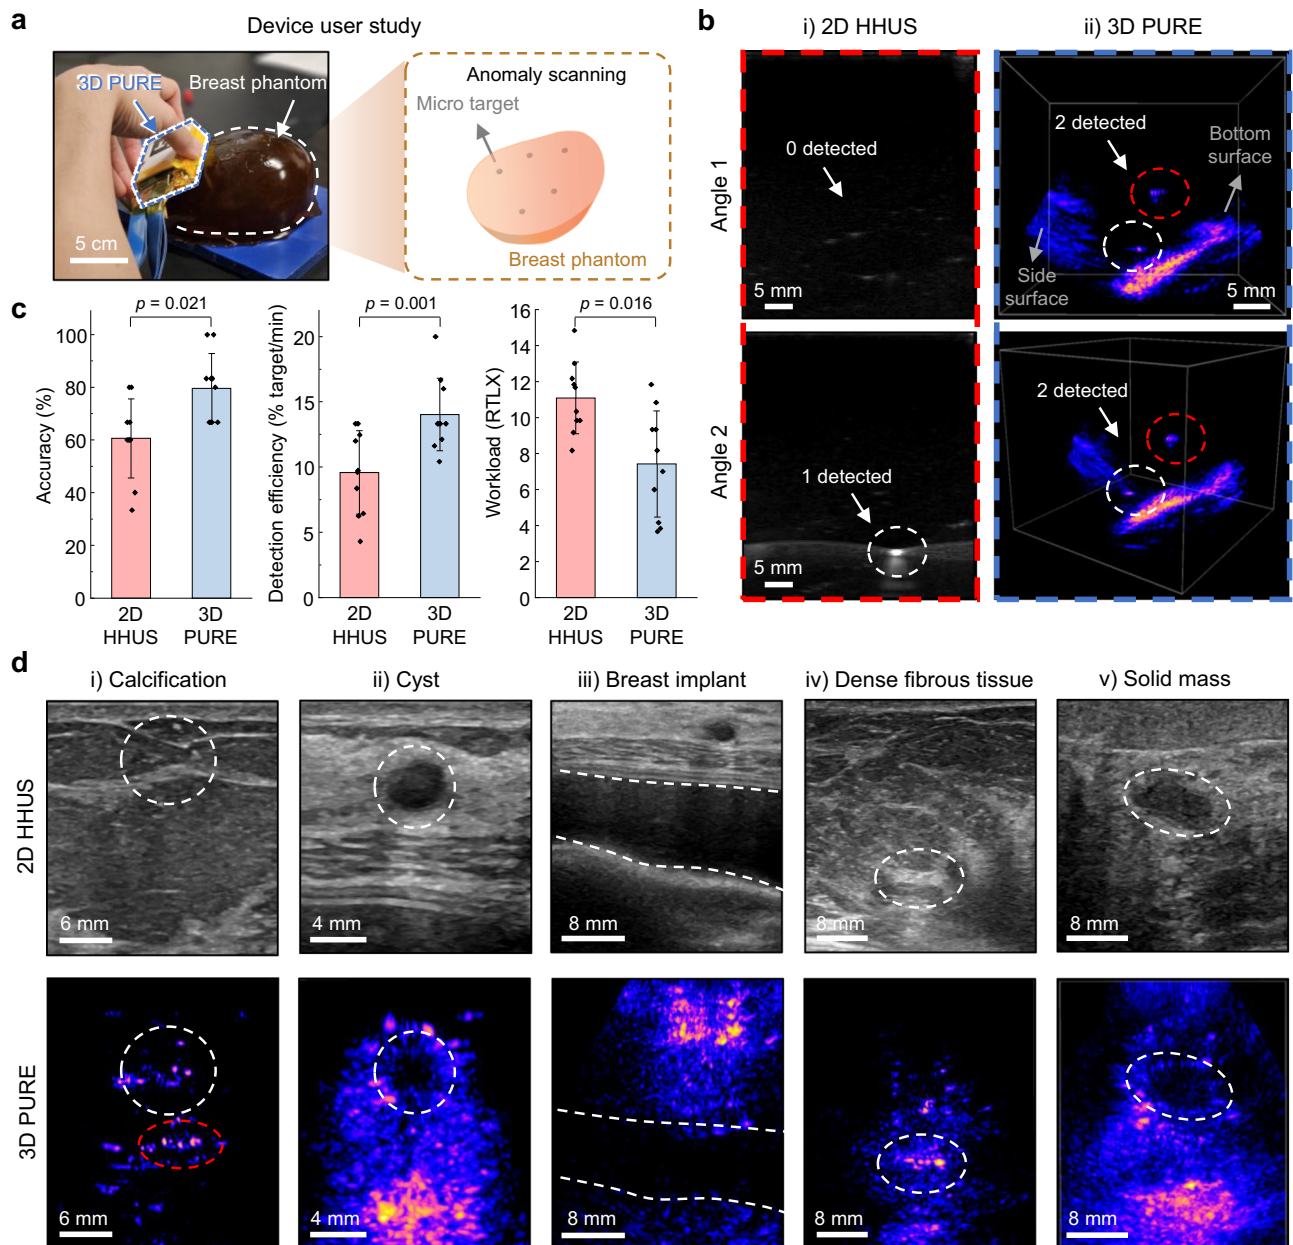 a
Device user study
3D PURE
Breast phantom
5 cm
Anomaly scanning
Micro target
Breast phantom
b
i) 2D HHUS
ii) 3D PURE
Angle 1
0 detected
5 mm
2 detected
Bottom
surface
Side
surface
5 mm
Angle 2
1 detected
5 mm
2 detected
c
p = 0.021
Accuracy (%)
100
80
60
40
20
0
2D
HHUS
3D
PURE
p = 0.001
Detection efficiency (% target/min)
20
15
10
5
0
2D
HHUS
3D
PURE
p = 0.016
Workload (RTLX)
16
14
12
10
8
6
4
2
0
2D
HHUS
3D
PURE
d
i) Calcification
ii) Cyst
iii) Breast implant
iv) Dense fibrous tissue
v) Solid mass
2D HHUS
6 mm
4 mm
8 mm
8 mm
8 mm
3D PURE
6 mm
4 mm
8 mm
8 mm
8 mm